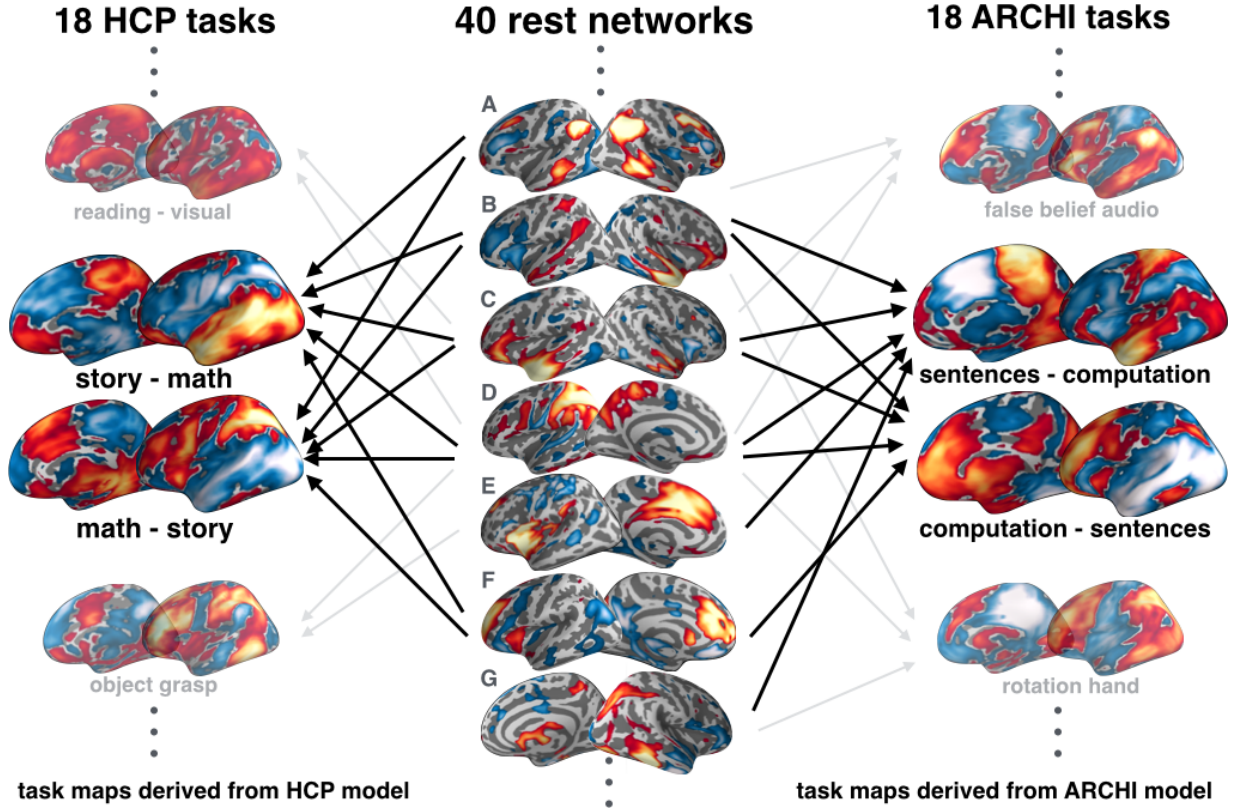 18 HCP tasks
40 rest networks
18 ARCHI tasks
A
reading - visual
false belief audio
B
C
story - math
sentences - computation
D
E
math - story
computation - sentences
F
G
object grasp
rotation hand
task maps derived from HCP model
task maps derived from ARCHI model